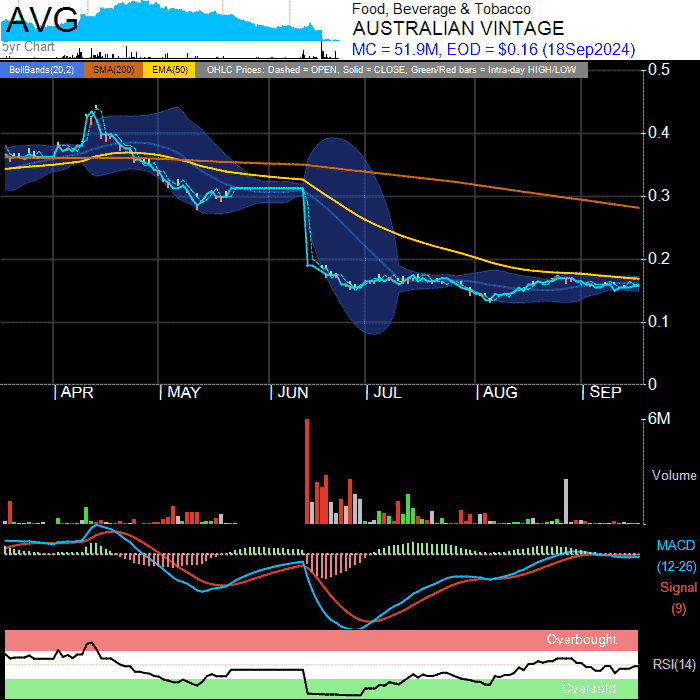 AVG
5yr Chart
Food, Beverage & Tobacco
AUSTRALIAN VINTAGE
MC = 51.9M, EOD = $0.16 (18Sep2024)
BollBands(20,2) SMA(200) EMA(50) OHLC Prices: Dashed = OPEN, Solid = CLOSE, Green/Red bars = Intra-day HIGH/LOW
0.5
0.4
0.3
0.2
0.1
0
APR MAY JUN JUL AUG SEP
6M
Volume
MACD
(12-26)
Signal
(9)
Overbought
RSI(14)
Oversold